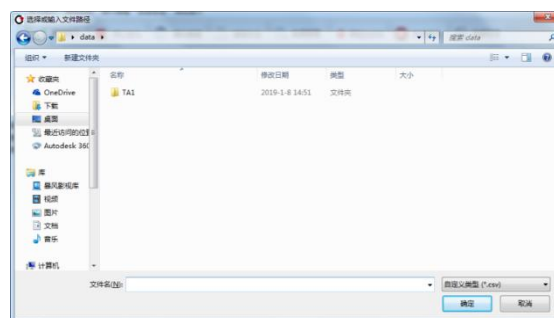 选择或输入文件路径
data
搜索 data
组织 新建文件夹
名称 修改日期 类型 大小
收藏夹
TA1 2019-1-8 14:51 文件夹
OneDrive
下载
桌面
最近访问的位置
Autodesk 360
库
暴风影视库
视频
图片
文档
音乐
计算机
文件名(N):
自定义类型 (*.csv)
确定 取消